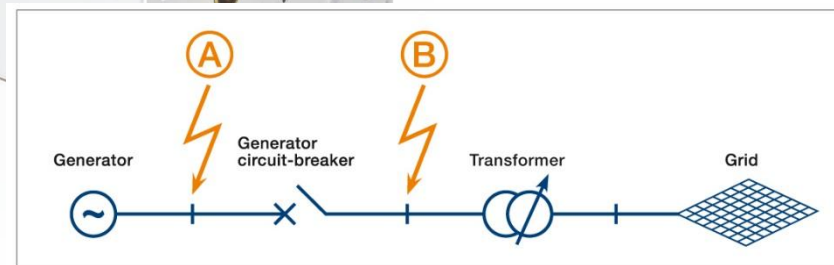 A
B
Generator
Generator
circuit-breaker
Transformer
Grid
~